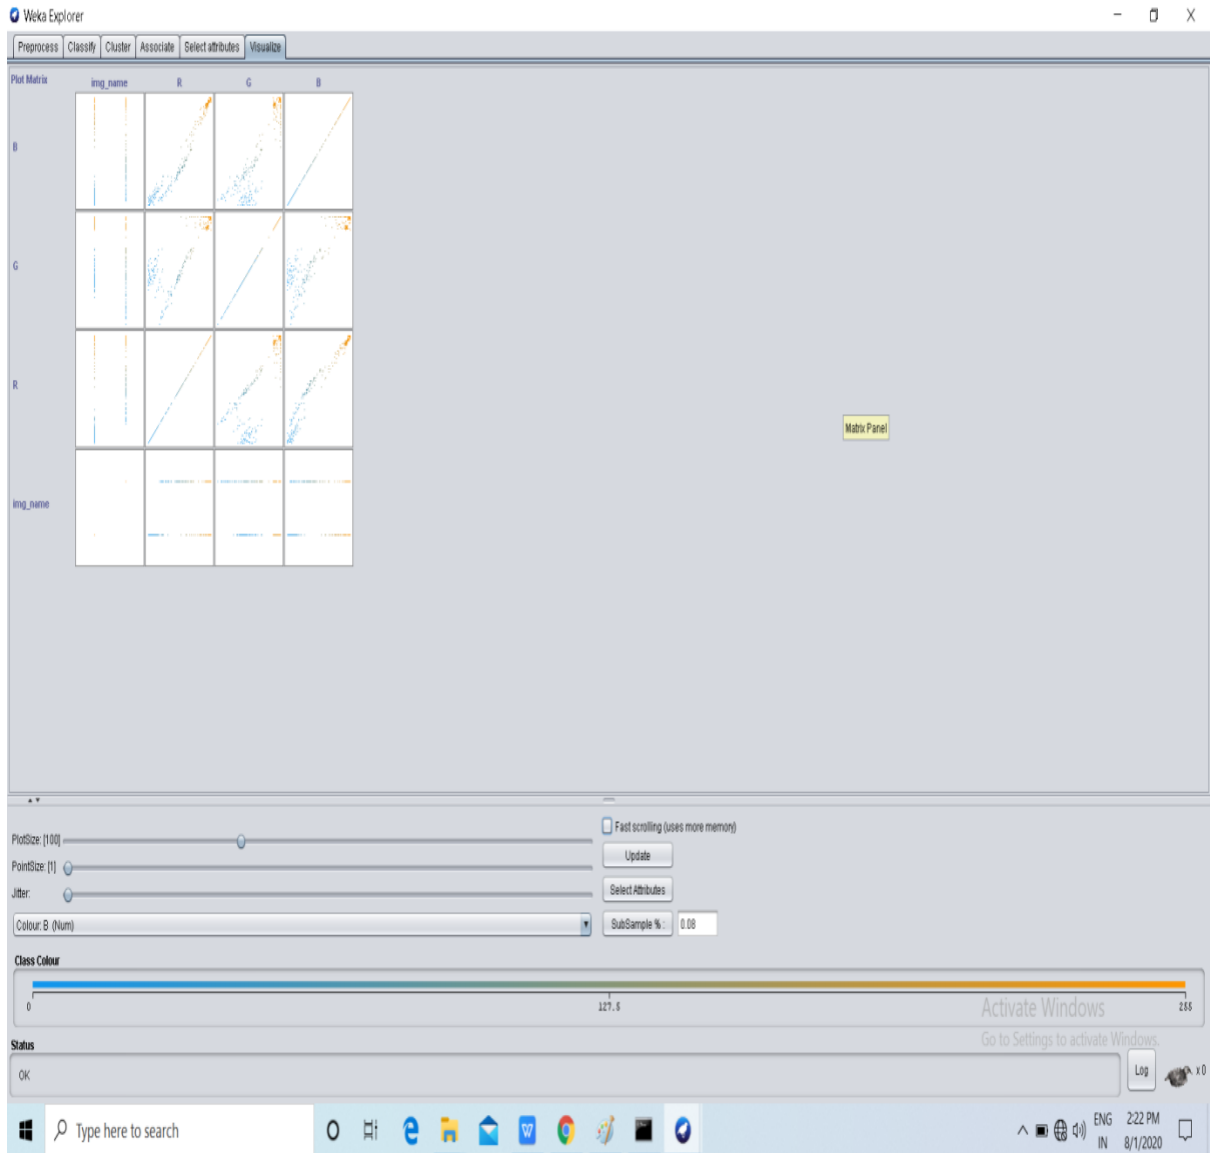 Weka Explorer
Preprocess Classify Cluster Associate Select attributes Visualize
Plot Matrix img_name R G B
B
G
R
Matrix Panel
img_name
Fast scrolling (uses more memory)
PlotSize: [100]
Update
PointSize: [1]
Jitter:
Select Attributes
Colour: B (Num)
SubSample % : 0.08
Class Colour
0 127.5 255
Activate Windows
Go to Settings to activate Windows.
Status
OK
Log x 0
Type here to search
ENG 2:22 PM
IN 8/1/2020